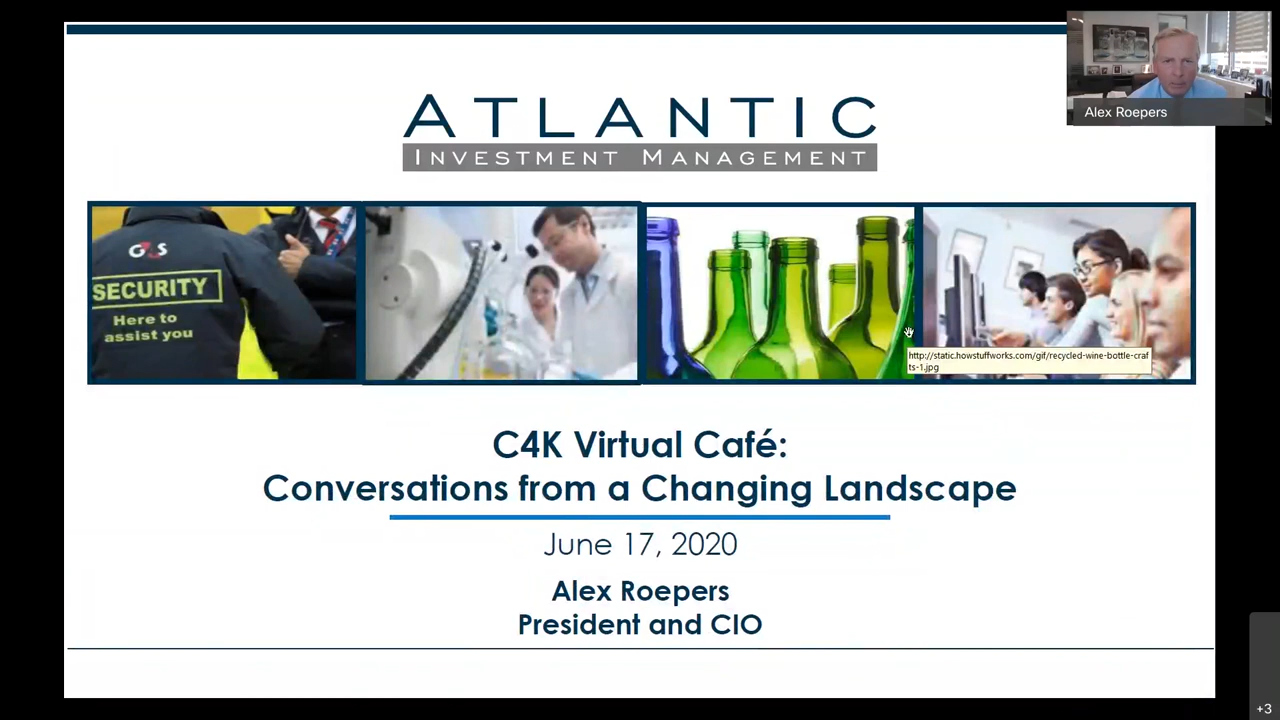 Alex Roepers
ATLANTIC
INVESTMENT MANAGEMENT
G4S
SECURITY
Here to
assist you
http://static.howstuffworks.com/gif/recycled-wine-bottle-craf
ts-1.jpg
C4K Virtual Café:
Conversations from a Changing Landscape
June 17, 2020
Alex Roepers
President and CIO
+3